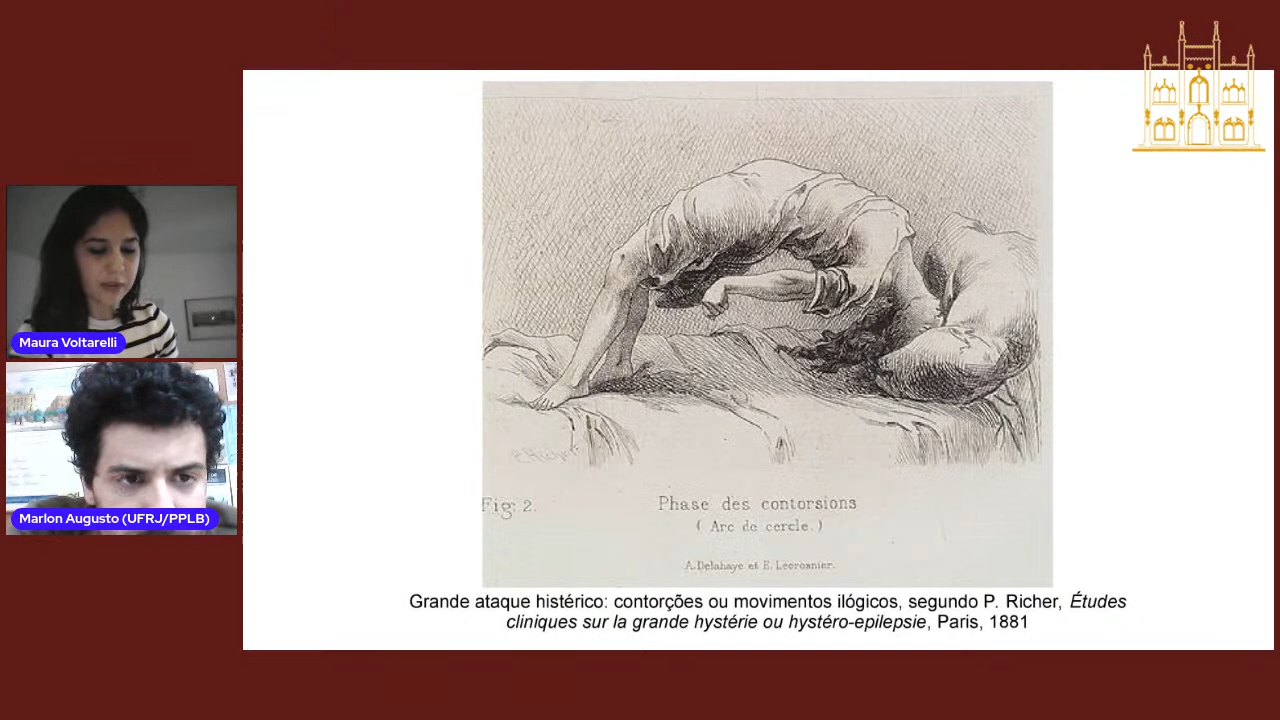 Maura Voltarelli
Marlon Augusto (UFRJ/PPLB)
P. Richer
Fig: 2.
Phase des contorsions
( Arc de cercle. )
A. Delahaye et E. Lecrosnier.
Grande ataque histérico: contorções ou movimentos ilógicos, segundo P. Richer, Études
cliniques sur la grande hystérie ou hystéro-epilepsie, Paris, 1881